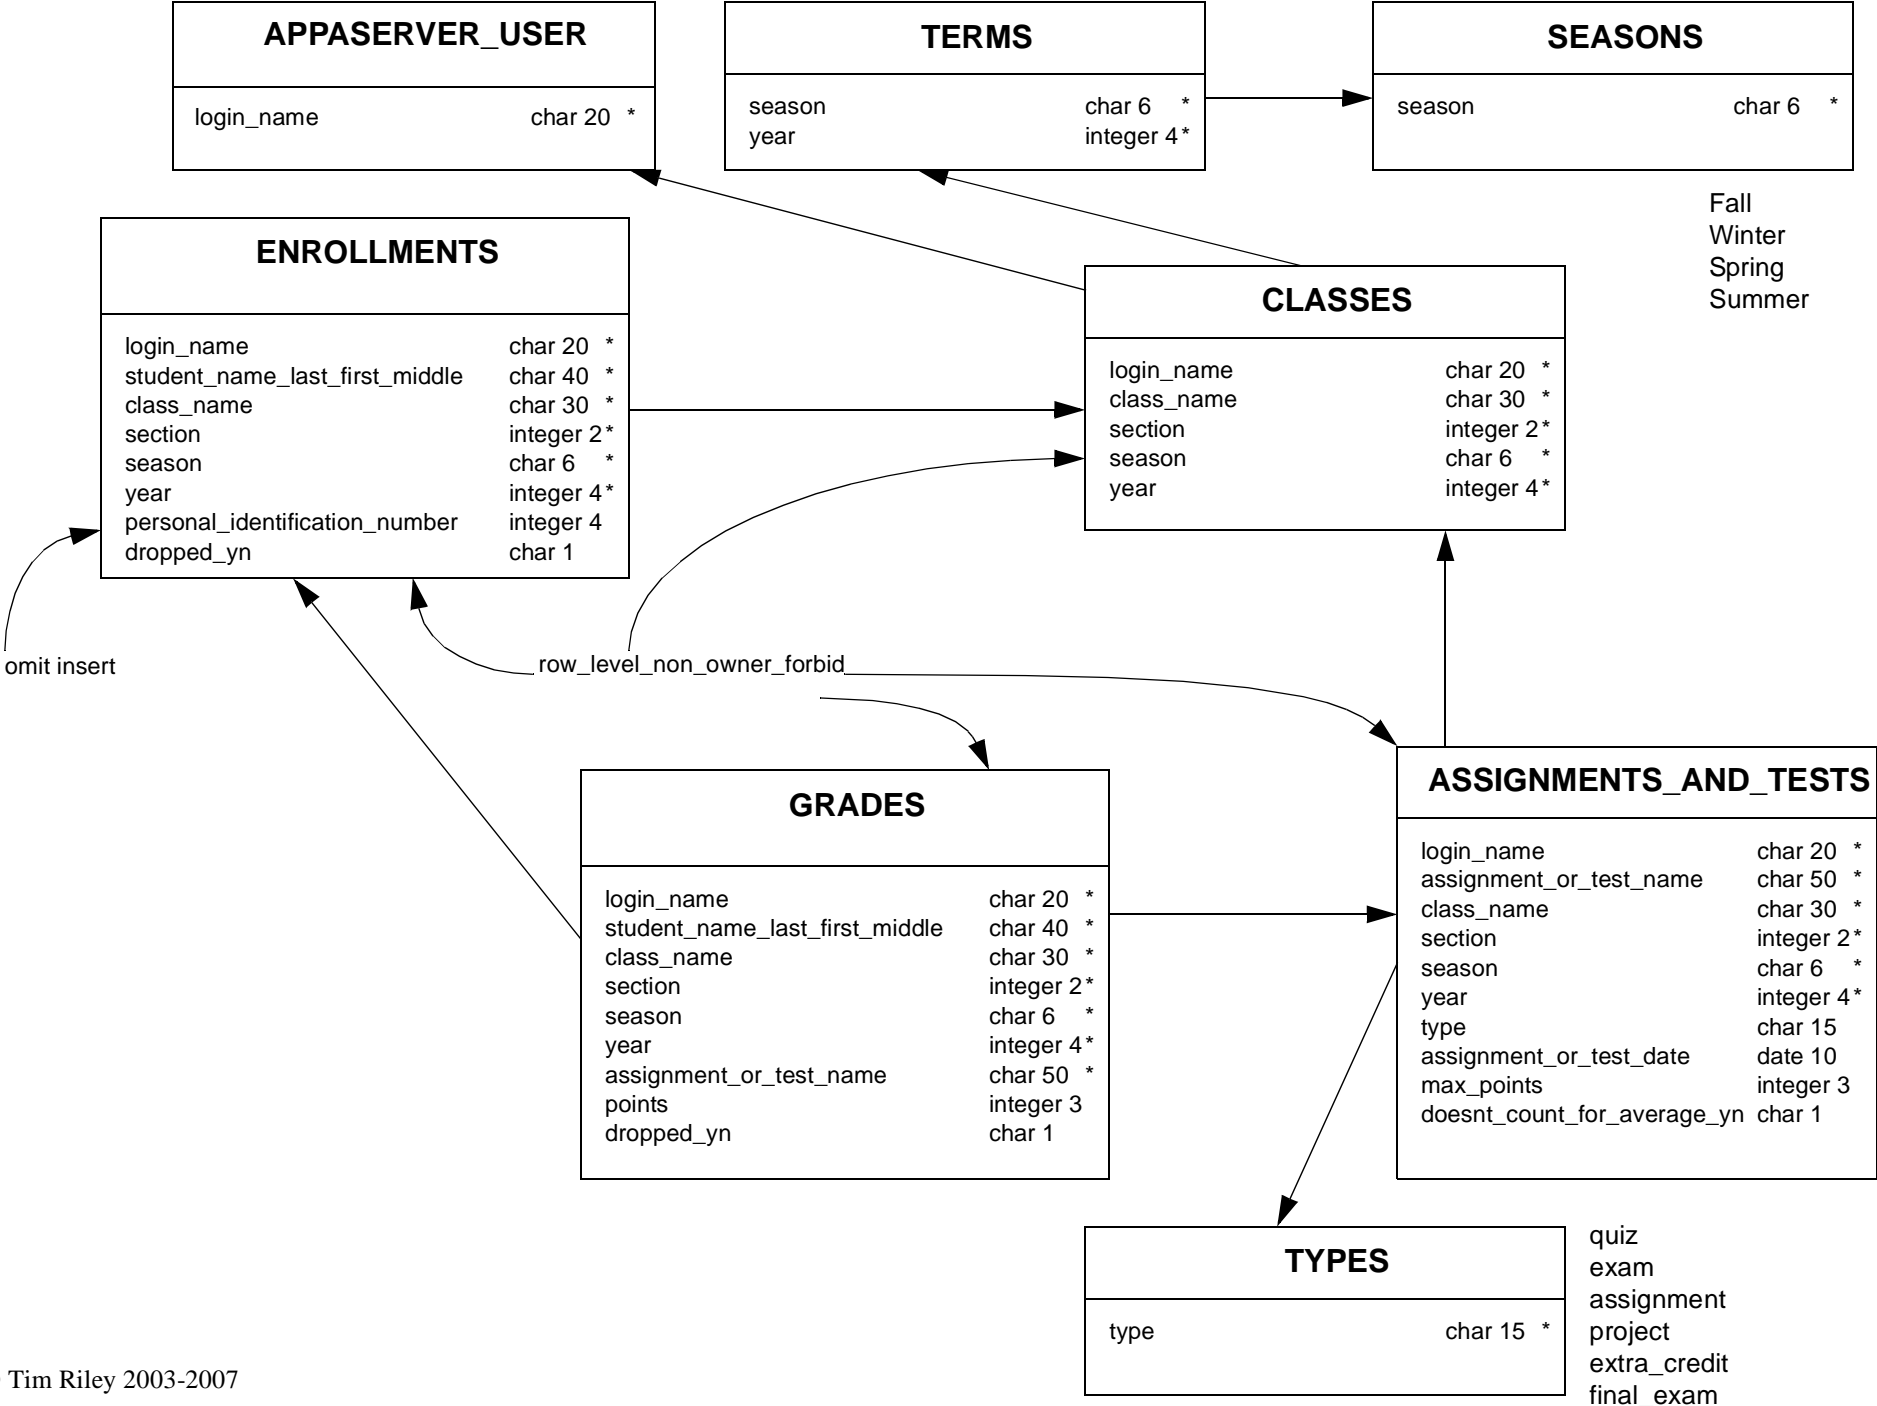 APPASERVER_USER
login_name char 20 *
TERMS
season char 6 *
year integer 4 *
SEASONS
season char 6 *
Fall
Winter
Spring
Summer
ENROLLMENTS
login_name char 20 *
student_name_last_first_middle char 40 *
class_name char 30 *
section integer 2 *
season char 6 *
year integer 4 *
personal_identification_number integer 4
dropped_yn char 1
CLASSES
login_name char 20 *
class_name char 30 *
section integer 2 *
season char 6 *
year integer 4 *
omit insert
row_level_non_owner_forbid
GRADES
login_name char 20 *
student_name_last_first_middle char 40 *
class_name char 30 *
section integer 2 *
season char 6 *
year integer 4 *
assignment_or_test_name char 50 *
points integer 3
dropped_yn char 1
ASSIGNMENTS_AND_TESTS
login_name char 20 *
assignment_or_test_name char 50 *
class_name char 30 *
section integer 2 *
season char 6 *
year integer 4 *
type char 15
assignment_or_test_date date 10
max_points integer 3
doesnt_count_for_average_yn char 1
TYPES
type char 15 *
quiz
exam
assignment
project
extra_credit
final_exam
Tim Riley 2003-2007